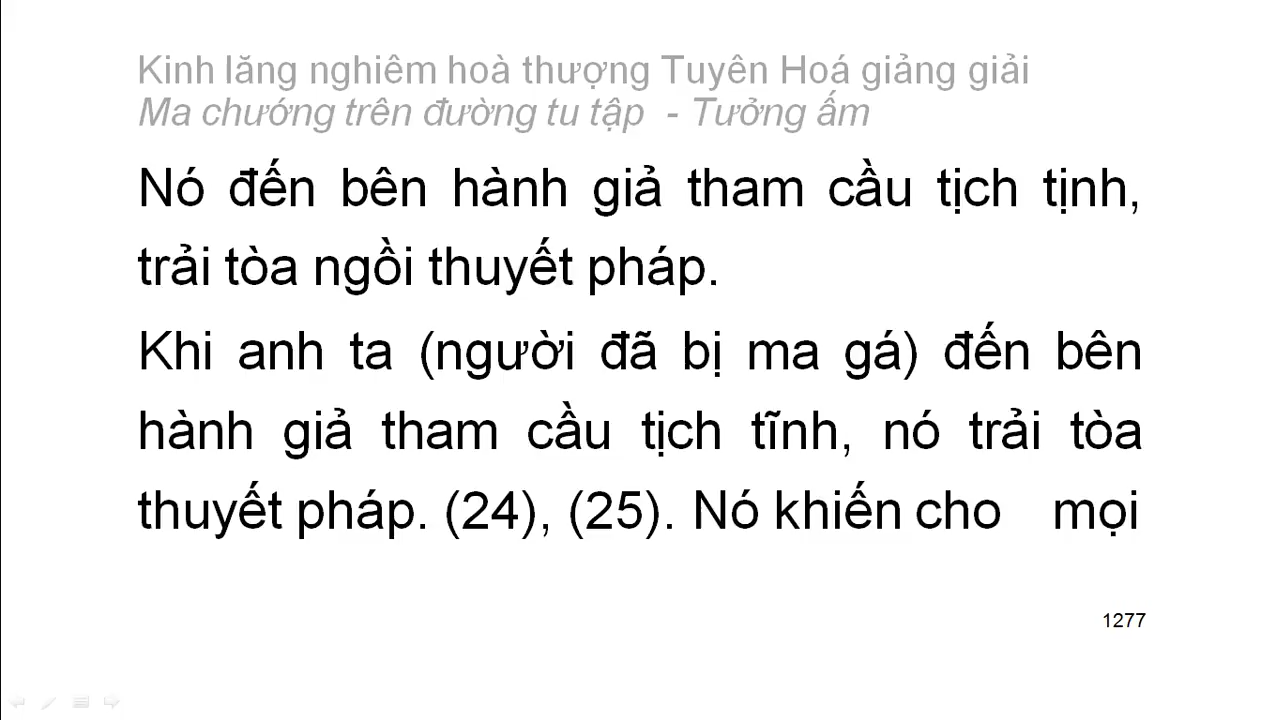 Kinh lăng nghiêm hoà thượng Tuyên Hoá giảng giải
Ma chướng trên đường tu tập - Tưởng ấm
Nó đến bên hành giả tham cầu tịch tịnh,
trải tòa ngồi thuyết pháp.
Khi anh ta (người đã bị ma gá) đến bên
hành giả tham cầu tịch tĩnh, nó trải tòa
thuyết pháp. (24), (25). Nó khiến cho mọi
1277